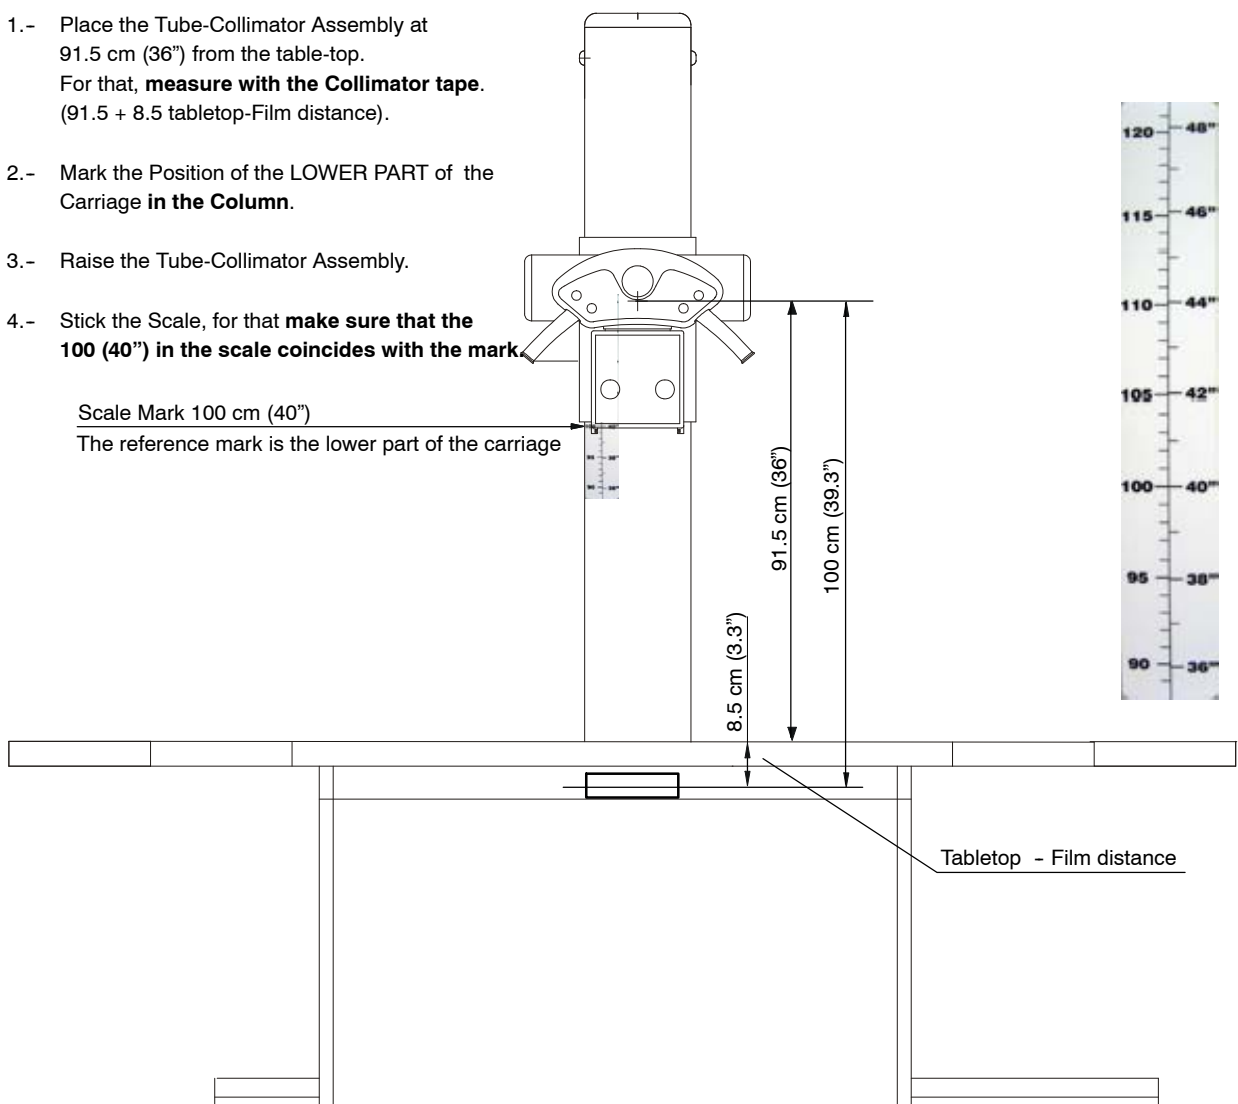 1.- Place the Tube-Collimator Assembly at
91.5 cm (36”) from the table-top.
For that, measure with the Collimator tape.
(91.5 + 8.5 tabletop-Film distance).
2.- Mark the Position of the LOWER PART of the
Carriage in the Column.
3.- Raise the Tube-Collimator Assembly.
4.- Stick the Scale, for that make sure that the
100 (40”) in the scale coincides with the mark.
Scale Mark 100 cm (40”)
The reference mark is the lower part of the carriage
91.5 cm (36”)
100 cm (39.3”)
8.5 cm (3.3”)
Tabletop - Film distance
120 48"
115 46"
110 44"
105 42"
100 40"
95 38"
90 36"